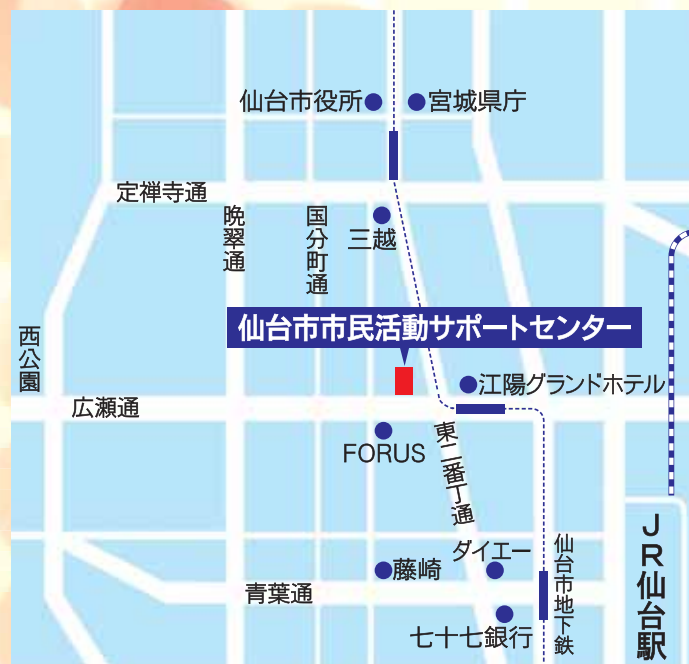 仙台市役所
宮城県庁
定禅寺通
晩翠通
国分町通
三越
仙台市市民活動サポートセンター
西公園
広瀬通
江陽グランドホテル
FORUS
東二番丁通
藤崎
ダイエー
青葉通
七十七銀行
仙台市地下鉄
JR仙台駅